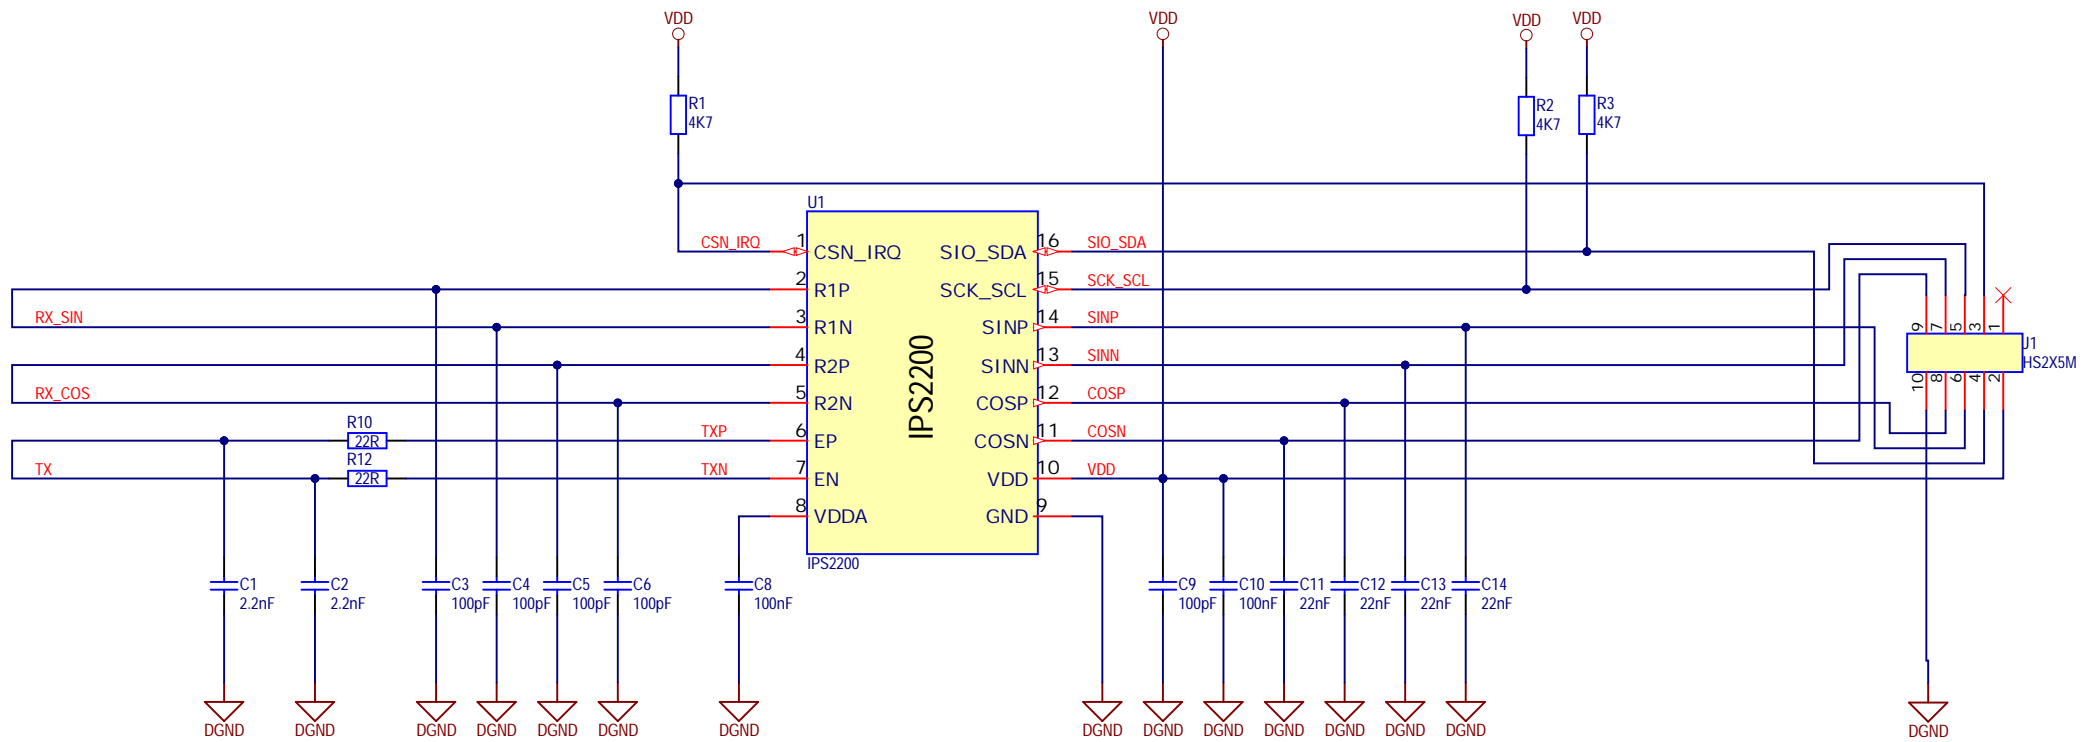 VDD VDD VDD VDD
R1
4K7
R2
4K7
R3
4K7
U1
CSN_IRQ 1 CSN_IRQ SIO_SDA 16 SIO_SDA
2 R1P SCK_SCL 15 SCK_SCL
RX_SIN 3 R1N SINP 14 SINP
4 R2P SINN 13 SINN
RX_COS 5 R2N COSP 12 COSP
R10
22R
TXP 6 EP COSN 11 COSN
R12
22R
TX TXN 7 EN VDD 10 VDD
8 VDDA GND 9
IPS2200
IPS2200
9 7 5 3 1
J1
HS2X5M
10 8 6 4 2
C1
2.2nF
C2
2.2nF
C3
100pF
C4
100pF
C5
100pF
C6
100pF
C8
100nF
C9
100pF
C10
100nF
C11
22nF
C12
22nF
C13
22nF
C14
22nF
DGND DGND DGND DGND DGND DGND DGND DGND DGND DGND DGND DGND DGND DGND DGND